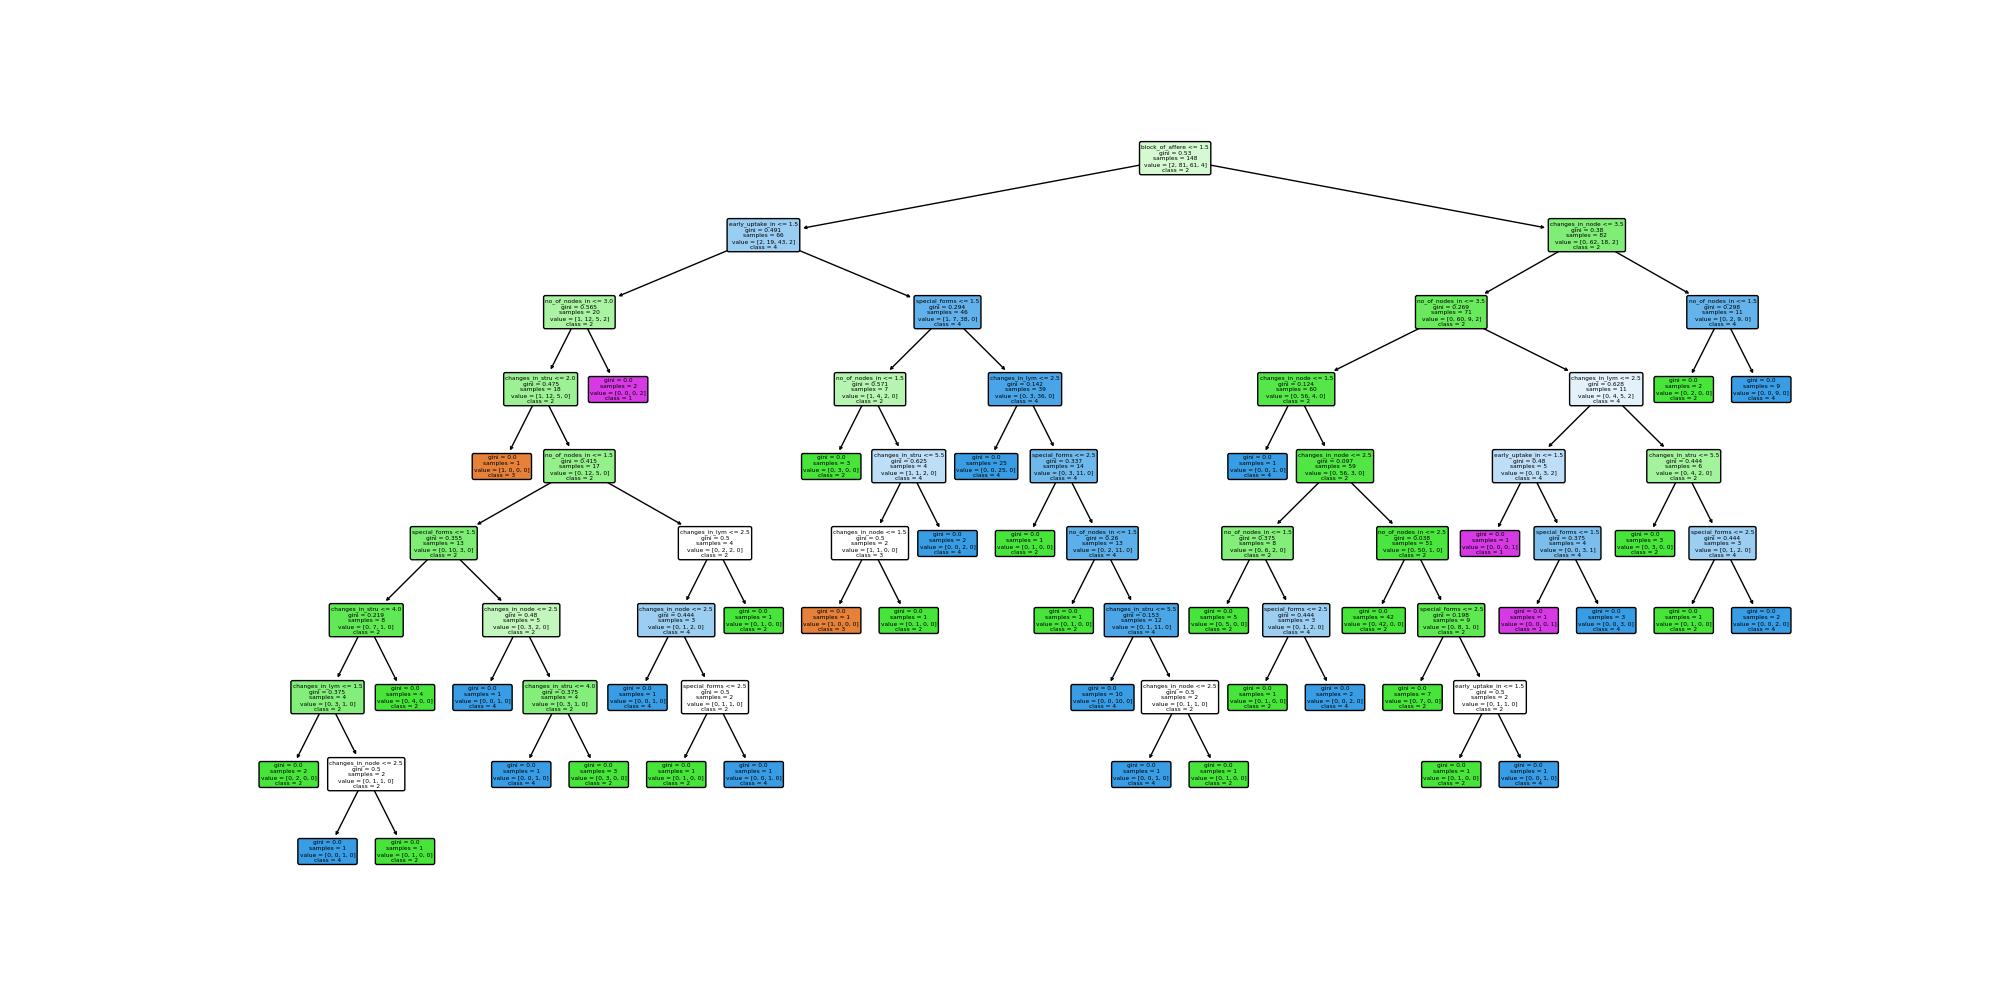 block_of_affere <= 1.5
gini = 0.53
samples = 148
value = [2, 81, 61, 4]
class = 2
early_uptake_in <= 1.5
gini = 0.491
samples = 66
value = [2, 19, 43, 2]
class = 4
changes_in_node <= 3.5
gini = 0.38
samples = 82
value = [0, 62, 18, 2]
class = 2
no_of_nodes_in <= 3.0
gini = 0.565
samples = 20
value = [1, 12, 5, 2]
class = 2
special_forms <= 1.5
gini = 0.294
samples = 46
value = [1, 7, 38, 0]
class = 4
no_of_nodes_in <= 3.5
gini = 0.269
samples = 71
value = [0, 60, 9, 2]
class = 2
no_of_nodes_in <= 1.5
gini = 0.298
samples = 11
value = [0, 2, 9, 0]
class = 4
changes_in_stru <= 2.0
gini = 0.475
samples = 18
value = [1, 12, 5, 0]
class = 2
gini = 0.0
samples = 2
value = [0, 0, 0, 2]
class = 1
no_of_nodes_in <= 1.5
gini = 0.571
samples = 7
value = [1, 4, 2, 0]
class = 2
changes_in_lym <= 2.5
gini = 0.142
samples = 39
value = [0, 3, 36, 0]
class = 4
changes_in_node <= 1.5
gini = 0.124
samples = 60
value = [0, 56, 4, 0]
class = 2
changes_in_lym <= 2.5
gini = 0.628
samples = 11
value = [0, 4, 5, 2]
class = 4
gini = 0.0
samples = 2
value = [0, 2, 0, 0]
class = 2
gini = 0.0
samples = 9
value = [0, 0, 9, 0]
class = 4
gini = 0.0
samples = 1
value = [1, 0, 0, 0]
class = 3
no_of_nodes_in <= 1.5
gini = 0.415
samples = 17
value = [0, 12, 5, 0]
class = 2
gini = 0.0
samples = 3
value = [0, 3, 0, 0]
class = 2
changes_in_stru <= 5.5
gini = 0.625
samples = 4
value = [1, 1, 2, 0]
class = 4
gini = 0.0
samples = 25
value = [0, 0, 25, 0]
class = 4
special_forms <= 2.5
gini = 0.337
samples = 14
value = [0, 3, 11, 0]
class = 4
gini = 0.0
samples = 1
value = [0, 0, 1, 0]
class = 4
changes_in_node <= 2.5
gini = 0.097
samples = 59
value = [0, 56, 3, 0]
class = 2
early_uptake_in <= 1.5
gini = 0.48
samples = 5
value = [0, 0, 3, 2]
class = 4
changes_in_stru <= 5.5
gini = 0.444
samples = 6
value = [0, 4, 2, 0]
class = 2
special_forms <= 1.5
gini = 0.355
samples = 13
value = [0, 10, 3, 0]
class = 2
changes_in_lym <= 2.5
gini = 0.5
samples = 4
value = [0, 2, 2, 0]
class = 2
changes_in_node <= 1.5
gini = 0.5
samples = 2
value = [1, 1, 0, 0]
class = 3
gini = 0.0
samples = 2
value = [0, 0, 2, 0]
class = 4
gini = 0.0
samples = 1
value = [0, 1, 0, 0]
class = 2
no_of_nodes_in <= 1.5
gini = 0.26
samples = 13
value = [0, 2, 11, 0]
class = 4
no_of_nodes_in <= 1.5
gini = 0.375
samples = 8
value = [0, 6, 2, 0]
class = 2
no_of_nodes_in <= 2.5
gini = 0.038
samples = 51
value = [0, 50, 1, 0]
class = 2
gini = 0.0
samples = 1
value = [0, 0, 0, 1]
class = 1
special_forms <= 1.5
gini = 0.375
samples = 4
value = [0, 0, 3, 1]
class = 4
gini = 0.0
samples = 3
value = [0, 3, 0, 0]
class = 2
special_forms <= 2.5
gini = 0.444
samples = 3
value = [0, 1, 2, 0]
class = 4
changes_in_stru <= 4.0
gini = 0.219
samples = 8
value = [0, 7, 1, 0]
class = 2
changes_in_node <= 2.5
gini = 0.48
samples = 5
value = [0, 3, 2, 0]
class = 2
changes_in_node <= 2.5
gini = 0.444
samples = 3
value = [0, 1, 2, 0]
class = 4
gini = 0.0
samples = 1
value = [0, 1, 0, 0]
class = 2
gini = 0.0
samples = 1
value = [1, 0, 0, 0]
class = 3
gini = 0.0
samples = 1
value = [0, 1, 0, 0]
class = 2
gini = 0.0
samples = 1
value = [0, 1, 0, 0]
class = 2
changes_in_stru <= 5.5
gini = 0.153
samples = 12
value = [0, 1, 11, 0]
class = 4
gini = 0.0
samples = 5
value = [0, 5, 0, 0]
class = 2
special_forms <= 2.5
gini = 0.444
samples = 3
value = [0, 1, 2, 0]
class = 4
gini = 0.0
samples = 42
value = [0, 42, 0, 0]
class = 2
special_forms <= 2.5
gini = 0.198
samples = 9
value = [0, 8, 1, 0]
class = 2
gini = 0.0
samples = 1
value = [0, 0, 0, 1]
class = 1
gini = 0.0
samples = 3
value = [0, 0, 3, 0]
class = 4
gini = 0.0
samples = 1
value = [0, 1, 0, 0]
class = 2
gini = 0.0
samples = 2
value = [0, 0, 2, 0]
class = 4
changes_in_lym <= 1.5
gini = 0.375
samples = 4
value = [0, 3, 1, 0]
class = 2
gini = 0.0
samples = 4
value = [0, 4, 0, 0]
class = 2
gini = 0.0
samples = 1
value = [0, 0, 1, 0]
class = 4
changes_in_stru <= 4.0
gini = 0.375
samples = 4
value = [0, 3, 1, 0]
class = 2
gini = 0.0
samples = 1
value = [0, 0, 1, 0]
class = 4
special_forms <= 2.5
gini = 0.5
samples = 2
value = [0, 1, 1, 0]
class = 2
gini = 0.0
samples = 10
value = [0, 0, 10, 0]
class = 4
changes_in_node <= 2.5
gini = 0.5
samples = 2
value = [0, 1, 1, 0]
class = 2
gini = 0.0
samples = 1
value = [0, 1, 0, 0]
class = 2
gini = 0.0
samples = 2
value = [0, 0, 2, 0]
class = 4
gini = 0.0
samples = 7
value = [0, 7, 0, 0]
class = 2
early_uptake_in <= 1.5
gini = 0.5
samples = 2
value = [0, 1, 1, 0]
class = 2
gini = 0.0
samples = 2
value = [0, 2, 0, 0]
class = 2
changes_in_node <= 2.5
gini = 0.5
samples = 2
value = [0, 1, 1, 0]
class = 2
gini = 0.0
samples = 1
value = [0, 0, 1, 0]
class = 4
gini = 0.0
samples = 3
value = [0, 3, 0, 0]
class = 2
gini = 0.0
samples = 1
value = [0, 1, 0, 0]
class = 2
gini = 0.0
samples = 1
value = [0, 0, 1, 0]
class = 4
gini = 0.0
samples = 1
value = [0, 0, 1, 0]
class = 4
gini = 0.0
samples = 1
value = [0, 1, 0, 0]
class = 2
gini = 0.0
samples = 1
value = [0, 1, 0, 0]
class = 2
gini = 0.0
samples = 1
value = [0, 0, 1, 0]
class = 4
gini = 0.0
samples = 1
value = [0, 0, 1, 0]
class = 4
gini = 0.0
samples = 1
value = [0, 1, 0, 0]
class = 2